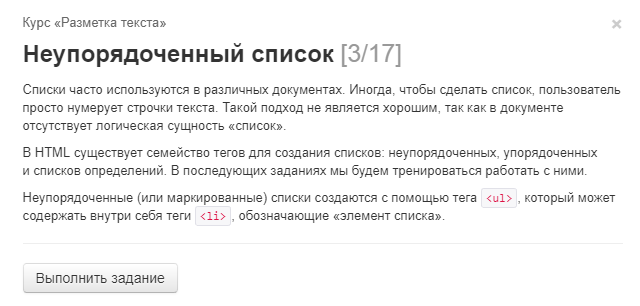 Курс «Разметка текста»
×
Неупорядоченный список [3/17]
Списки часто используются в различных документах. Иногда, чтобы сделать список, пользователь
просто нумерует строчки текста. Такой подход не является хорошим, так как в документе
отсутствует логическая сущность «список».
В HTML существует семейство тегов для создания списков: неупорядоченных, упорядоченных
и списков определений. В последующих заданиях мы будем тренироваться работать с ними.
Неупорядоченные (или маркированные) списки создаются с помощью тега <ul>, который может
содержать внутри себя теги <li>, обозначающие «элемент списка».
Выполнить задание